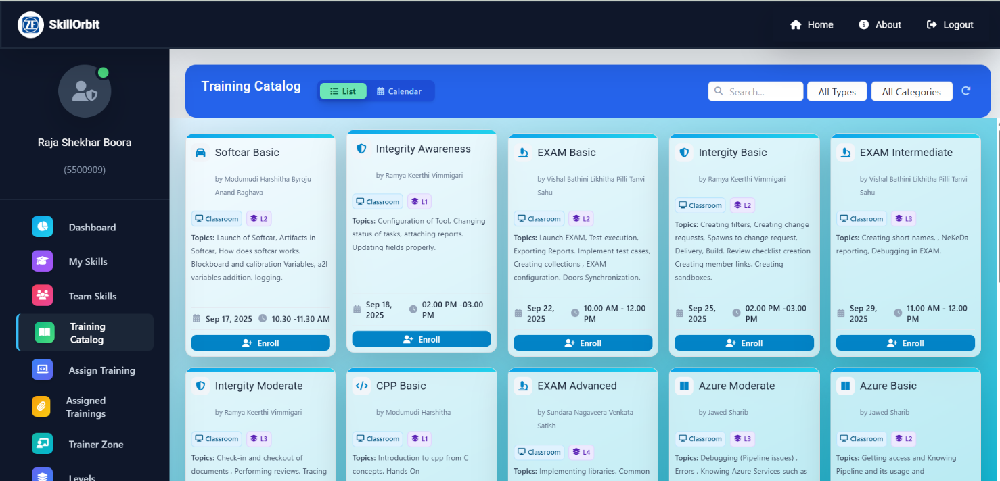 ZF SkillOrbit
Home About Logout
Raja Shekhar Boora
(5500909)
Dashboard
My Skills
Team Skills
Training
Catalog
Assign Training
Assigned
Trainings
Trainer Zone
Levels
Training Catalog
List Calendar
Search...
All Types
All Categories
Softcar Basic
by Modumudi Harshitha Byroju
Anand Raghava
Classroom L2
Topics: Launch of Softcar, Artifacts in
Softcar, How does softcar works.
Blockboard and calibration Variables, a2l
variables addition, logging.
Sep 17, 2025 10.30 -11.30 AM
Enroll
Integrity Awareness
by Ramya Keerthi Vimmigari
Classroom L1
Topics: Configuration of Tool, Changing
status of tasks, attaching reports.
Updating fields properly.
Sep 18,
2025
02.00 PM -03.00
PM
Enroll
EXAM Basic
by Vishal Bathini Likhitha Pilli Tanvi
Sahu
Classroom L2
Topics: Launch EXAM, Test execution,
Exporting Reports. Implement test cases,
Creating collections , EXAM
configuration, Doors Synchronization.
Sep 22,
2025
10.00 AM - 12.00
PM
Enroll
Intergity Basic
by Ramya Keerthi Vimmigari
Classroom L2
Topics: Creating filters, Creating change
requests, Spawns to change request,
Delivery, Build. Review checklist creation
Creating member links. Creating
sandboxes.
Sep 25,
2025
02.00 PM -03.00
PM
Enroll
EXAM Intermediate
by Vishal Bathini Likhitha Pilli Tanvi
Sahu
Classroom L3
Topics: Creating short names, , NeKeDa
reporting, Debugging in EXAM.
Sep 29,
2025
11.00 AM - 12.00
PM
Enroll
Intergity Moderate
by Ramya Keerthi Vimmigari
Classroom L3
Topics: Check-in and checkout of
documents , Performing reviews, Tracing
CPP Basic
by Modumudi Harshitha
Classroom L1
Topics: Introduction to cpp from C
concepts. Hands On
EXAM Advanced
by Sundara Nagaveera Venkata
Satish
Classroom L4
Topics: Implementing libraries, Common
Azure Moderate
by Jawed Sharib
Classroom L3
Topics: Debugging (Pipeline issues) ,
Errors , Knowing Azure Services such as
Azure Basic
by Jawed Sharib
Classroom L2
Topics: Getting access and Knowing
Pipeline and its usage and